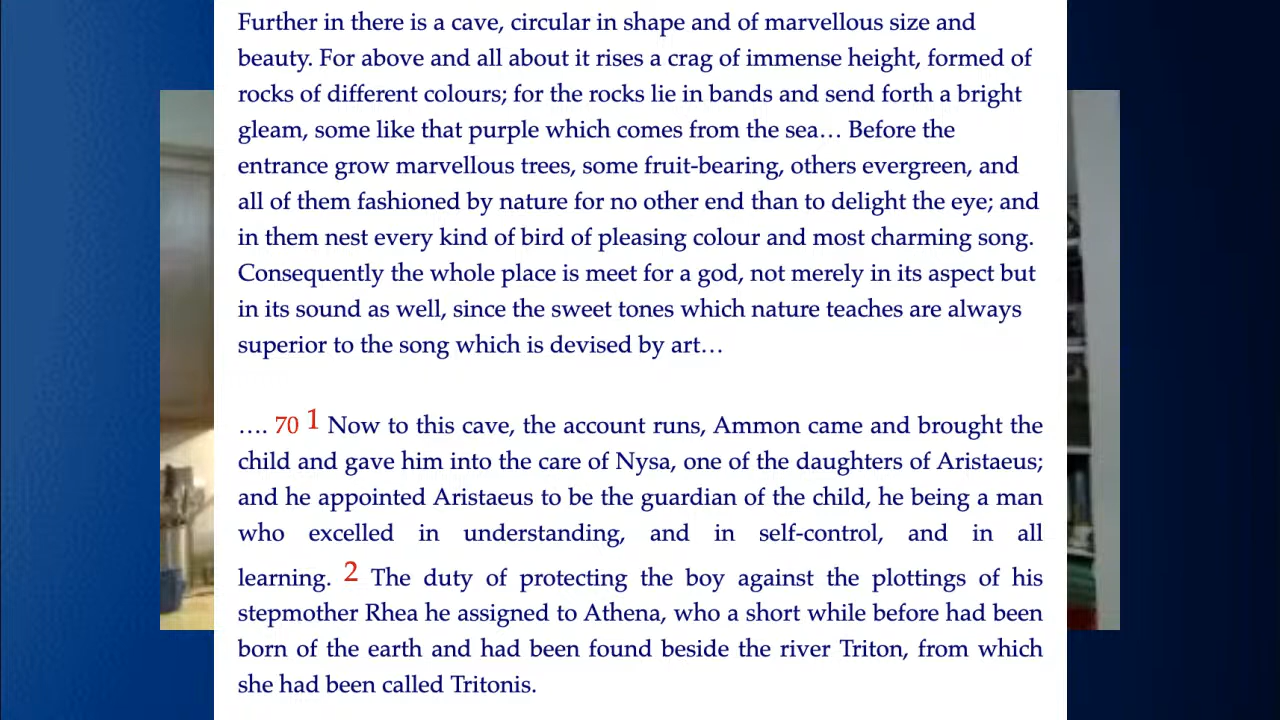 Further in there is a cave, circular in shape and of marvellous size and
beauty. For above and all about it rises a crag of immense height, formed of
rocks of different colours; for the rocks lie in bands and send forth a bright
gleam, some like that purple which comes from the sea… Before the
entrance grow marvellous trees, some fruit-bearing, others evergreen, and
all of them fashioned by nature for no other end than to delight the eye; and
in them nest every kind of bird of pleasing colour and most charming song.
Consequently the whole place is meet for a god, not merely in its aspect but
in its sound as well, since the sweet tones which nature teaches are always
superior to the song which is devised by art…
…. 70 1 Now to this cave, the account runs, Ammon came and brought the
child and gave him into the care of Nysa, one of the daughters of Aristaeus;
and he appointed Aristaeus to be the guardian of the child, he being a man
who excelled in understanding, and in self-control, and in all
learning. 2 The duty of protecting the boy against the plottings of his
stepmother Rhea he assigned to Athena, who a short while before had been
born of the earth and had been found beside the river Triton, from which
she had been called Tritonis.